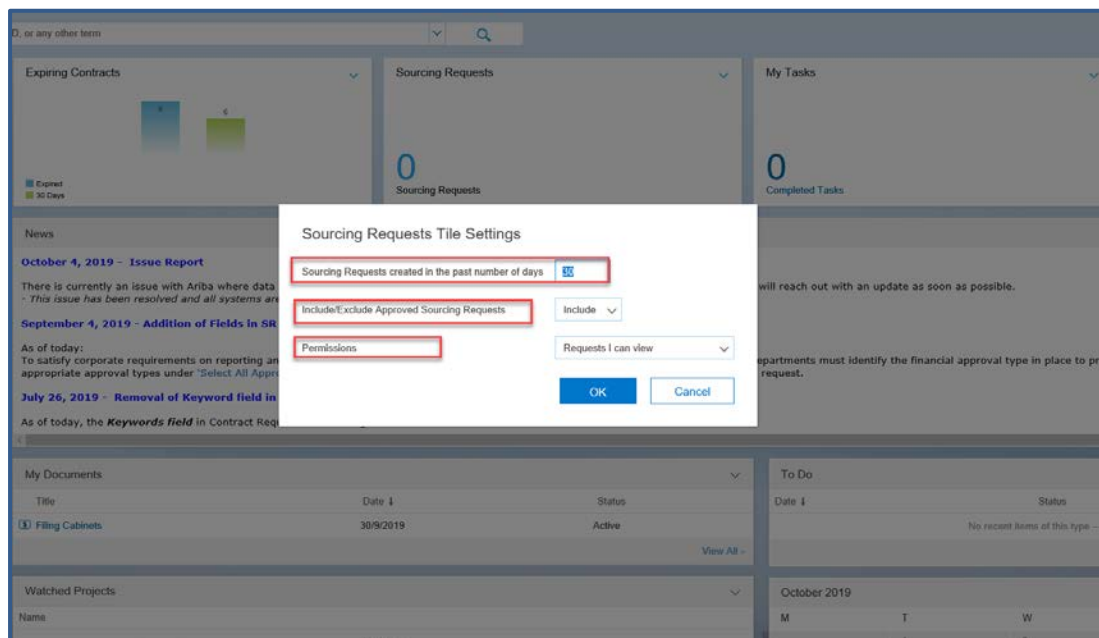 D, or any other term
Expiring Contracts
Sourcing Requests
My Tasks
6
0
0
Expired
30 Days
Sourcing Requests
Completed Tasks
News
Sourcing Requests Tile Settings
October 4, 2019 - Issue Report
Sourcing Requests created in the past number of days 30
There is currently an issue with Ariba where data
will reach out with an update as soon as possible.
- This issue has been resolved and all systems are
Include/Exclude Approved Sourcing Requests Include
September 4, 2019 - Addition of Fields in SR
As of today:
Permissions Requests I can view
To satisfy corporate requirements on reporting an
epartments must identify the financial approval type in place to pr
appropriate approval types under "Select All Appr
request.
OK Cancel
July 26, 2019 - Removal of Keyword field in
As of today, the Keywords field in Contract Req
My Documents
To Do
Title Date ↓ Status
Date ↓ Status
Filing Cabinets 30/9/2019 Active
No recent items of this type
View All »
Watched Projects
October 2019
Name
M T W